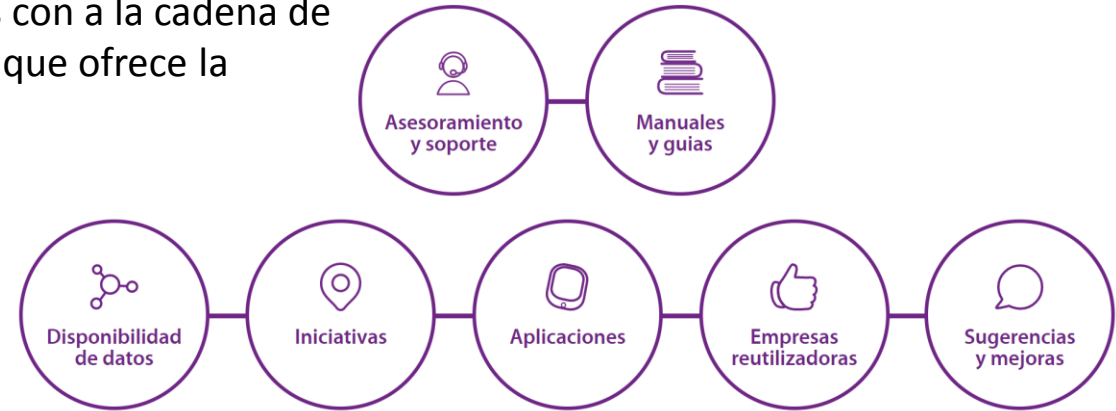 con a la cadena de
que ofrece la
Asesoramiento
y soporte
Manuales
y guias
Disponibilidad
de datos
Iniciativas
Aplicaciones
Empresas
reutilizadoras
Sugerencias
y mejoras